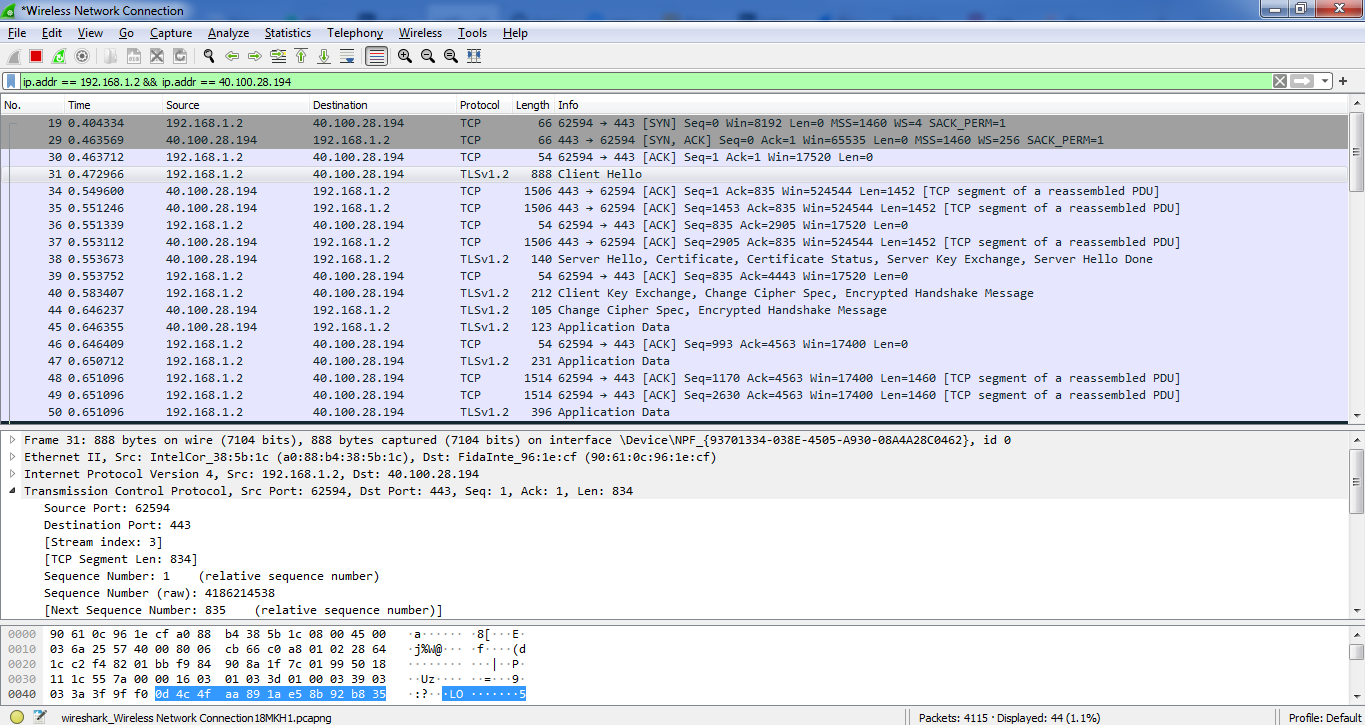 *Wireless Network Connection
File Edit View Go Capture Analyze Statistics Telephony Wireless Tools Help
ip.addr == 192.168.1.2 && ip.addr == 40.100.28.194
No. Time Source Destination Protocol Length Info
19 0.404334 192.168.1.2 40.100.28.194 TCP 66 62594 → 443 [SYN] Seq=0 Win=8192 Len=0 MSS=1460 WS=4 SACK_PERM=1
29 0.463569 40.100.28.194 192.168.1.2 TCP 66 443 → 62594 [SYN, ACK] Seq=0 Ack=1 Win=65535 Len=0 MSS=1460 WS=256 SACK_PERM=1
30 0.463712 192.168.1.2 40.100.28.194 TCP 54 62594 → 443 [ACK] Seq=1 Ack=1 Win=17520 Len=0
31 0.472966 192.168.1.2 40.100.28.194 TLSv1.2 888 Client Hello
34 0.549600 40.100.28.194 192.168.1.2 TCP 1506 443 → 62594 [ACK] Seq=1 Ack=835 Win=524544 Len=1452 [TCP segment of a reassembled PDU]
35 0.551246 40.100.28.194 192.168.1.2 TCP 1506 443 → 62594 [ACK] Seq=1453 Ack=835 Win=524544 Len=1452 [TCP segment of a reassembled PDU]
36 0.551339 192.168.1.2 40.100.28.194 TCP 54 62594 → 443 [ACK] Seq=835 Ack=2905 Win=17520 Len=0
37 0.553112 40.100.28.194 192.168.1.2 TCP 1506 443 → 62594 [ACK] Seq=2905 Ack=835 Win=524544 Len=1452 [TCP segment of a reassembled PDU]
38 0.553673 40.100.28.194 192.168.1.2 TLSv1.2 140 Server Hello, Certificate, Certificate Status, Server Key Exchange, Server Hello Done
39 0.553752 192.168.1.2 40.100.28.194 TCP 54 62594 → 443 [ACK] Seq=835 Ack=4443 Win=17520 Len=0
40 0.583407 192.168.1.2 40.100.28.194 TLSv1.2 212 Client Key Exchange, Change Cipher Spec, Encrypted Handshake Message
44 0.646237 40.100.28.194 192.168.1.2 TLSv1.2 105 Change Cipher Spec, Encrypted Handshake Message
45 0.646355 40.100.28.194 192.168.1.2 TLSv1.2 123 Application Data
46 0.646409 192.168.1.2 40.100.28.194 TCP 54 62594 → 443 [ACK] Seq=993 Ack=4563 Win=17400 Len=0
47 0.650712 192.168.1.2 40.100.28.194 TLSv1.2 231 Application Data
48 0.651096 192.168.1.2 40.100.28.194 TCP 1514 62594 → 443 [ACK] Seq=1170 Ack=4563 Win=17400 Len=1460 [TCP segment of a reassembled PDU]
49 0.651096 192.168.1.2 40.100.28.194 TCP 1514 62594 → 443 [ACK] Seq=2630 Ack=4563 Win=17400 Len=1460 [TCP segment of a reassembled PDU]
50 0.651096 192.168.1.2 40.100.28.194 TLSv1.2 396 Application Data
Frame 31: 888 bytes on wire (7104 bits), 888 bytes captured (7104 bits) on interface \Device\NPF_{93701334-038E-4505-A930-08A4A28C0462}, id 0
Ethernet II, Src: IntelCor_38:5b:1c (a0:88:b4:38:5b:1c), Dst: FidaInte_96:1e:cf (90:61:0c:96:1e:cf)
Internet Protocol Version 4, Src: 192.168.1.2, Dst: 40.100.28.194
Transmission Control Protocol, Src Port: 62594, Dst Port: 443, Seq: 1, Ack: 1, Len: 834
Source Port: 62594
Destination Port: 443
[Stream index: 3]
[TCP Segment Len: 834]
Sequence Number: 1 (relative sequence number)
Sequence Number (raw): 4186214538
[Next Sequence Number: 835 (relative sequence number)]
0000 90 61 0c 96 1e cf a0 88 b4 38 5b 1c 08 00 45 00 ·a······ ·8[···E·
0010 03 6a 25 57 40 00 80 06 cb 66 c0 a8 01 02 28 64 ·j%W@··· ·f····(d
0020 1c c2 f4 82 01 bb f9 84 90 8a 1f 7c 01 99 50 18 ········ ···|··P·
0030 11 1c 55 7a 00 00 16 03 01 03 3d 01 00 03 39 03 ··Uz···· ··=···9·
0040 03 3a 3f 9f f0 0d 4c 4f aa 89 1a e5 8b 92 b8 35 ·:?···LO ·······5
wireshark_Wireless Network Connection18MKH1.pcapng Packets: 4115 · Displayed: 44 (1.1%) Profile: Default